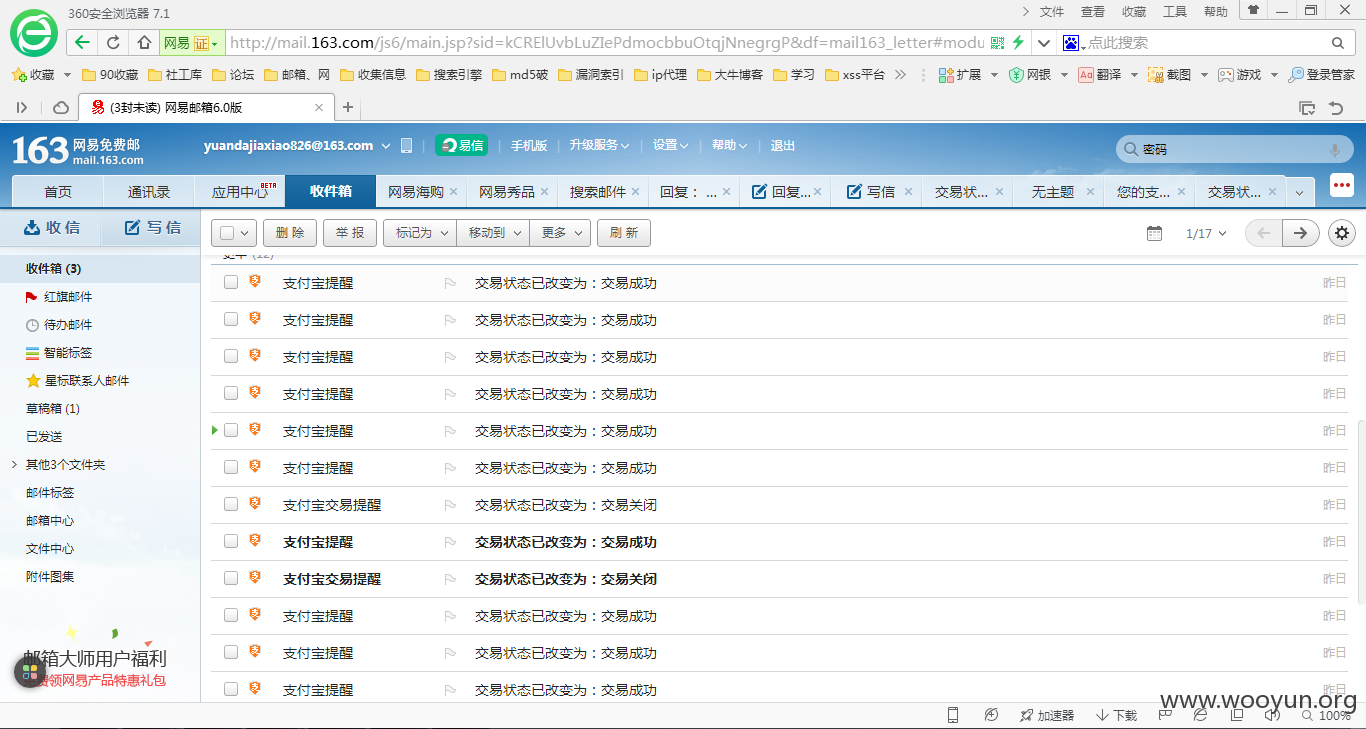 360安全浏览器 7.1
文件 查看 收藏 工具 帮助
网易 证 http://mail.163.com/js6/main.jsp?sid=kCRElUvbLuZIePdmocbbuOtqjNnegrgP&df=mail163_letter#modu 点此搜索
收藏 90收藏 社工库 论坛 邮箱、网 收集信息 搜索引擎 md5破 漏洞索引 ip代理 大牛博客 学习 xss平台 扩展 网银 翻译 截图 游戏 登录管家
(3封未读) 网易邮箱6.0版
163 网易免费邮 mail.163.com
yuandajiaxiao826@163.com 易信 手机版 升级服务 设置 帮助 退出 密码
首页 通讯录 应用中心 BETA 收件箱 网易海购 网易秀品 搜索邮件 回复： ... 回复... 写信 交易状... 无主题 您的支... 交易状...
收信 写信
删除 举报 标记为 移动到 更多 刷新 1/17
收件箱 (3)
红旗邮件
待办邮件
智能标签
星标联系人邮件
草稿箱 (1)
已发送
其他3个文件夹
邮件标签
邮箱中心
文件中心
附件图集
邮箱大师用户福利
免费领网易产品特惠礼包
更早 (12)
支付宝提醒 交易状态已改变为：交易成功 昨日
支付宝提醒 交易状态已改变为：交易成功 昨日
支付宝提醒 交易状态已改变为：交易成功 昨日
支付宝提醒 交易状态已改变为：交易成功 昨日
支付宝提醒 交易状态已改变为：交易成功 昨日
支付宝提醒 交易状态已改变为：交易成功 昨日
支付宝交易提醒 交易状态已改变为：交易关闭 昨日
支付宝提醒 交易状态已改变为：交易成功 昨日
支付宝交易提醒 交易状态已改变为：交易关闭 昨日
支付宝提醒 交易状态已改变为：交易成功 昨日
支付宝提醒 交易状态已改变为：交易成功 昨日
支付宝提醒 交易状态已改变为：交易成功 昨日
www.wooyun.org
加速器 下载 100%